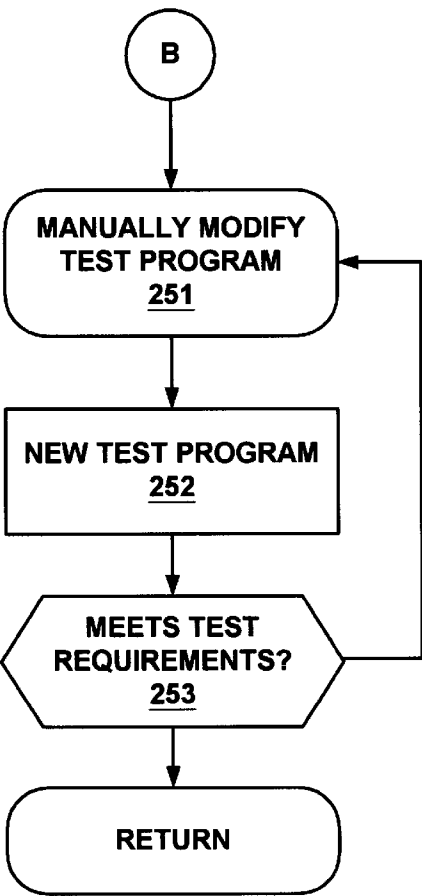 B
MANUALLY MODIFY
TEST PROGRAM
251
NEW TEST PROGRAM
252
MEETS TEST
REQUIREMENTS?
253
RETURN